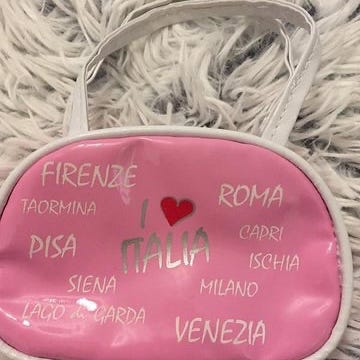 FIRENZE
TAORMINA
I ❤ ITALIA
ROMA
CAPRI
PISA
ISCHIA
SIENA
MILANO
LAGO di GARDA
VENEZIA